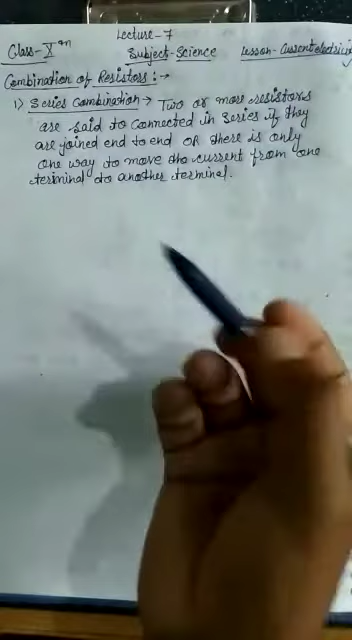 Lecture-7
Class-Xth Subject-Science Lesson-Current electricity
Combination of Resistors:→
1) Series Combination → Two or more resistors
are said to connected in series if they
are joined end to end or there is only
one way to move the current from one
terminal to another terminal.